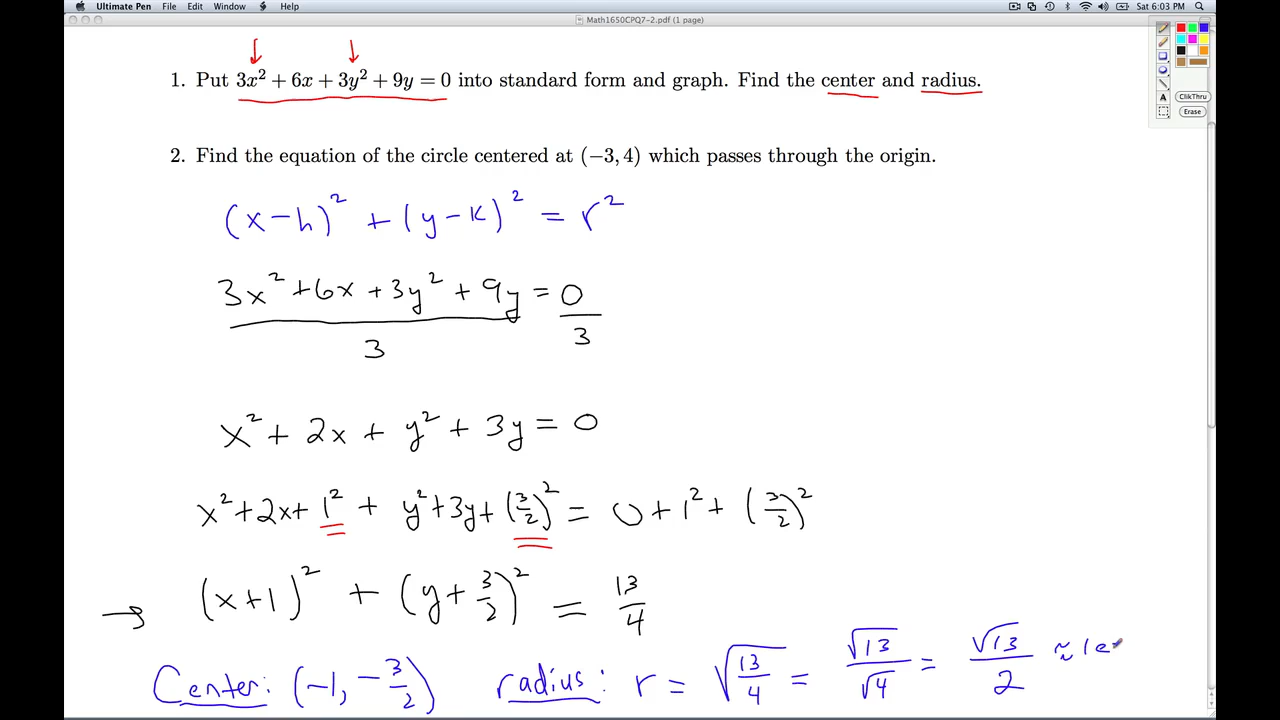 Ultimate Pen File Edit Window Help Sat 6:03 PM
Math1650CPQ7-2.pdf (1 page)
1. Put 3x² + 6x + 3y² + 9y = 0 into standard form and graph. Find the center and radius.
ClikThru
A
Erase
2. Find the equation of the circle centered at (−3, 4) which passes through the origin.
(x-h)² + (y-k)² = r²
3x²+6x+3y²+9y = 0
3 3
x² + 2x + y² + 3y = 0
x²+2x+1² + y²+3y+(3/2)² = 0+1²+(3/2)²
→ (x+1)² + (y+3/2)² = 13/4
Center: (-1, -3/2) radius: r = √(13/4) = √13/√4 = √13/2 ≈